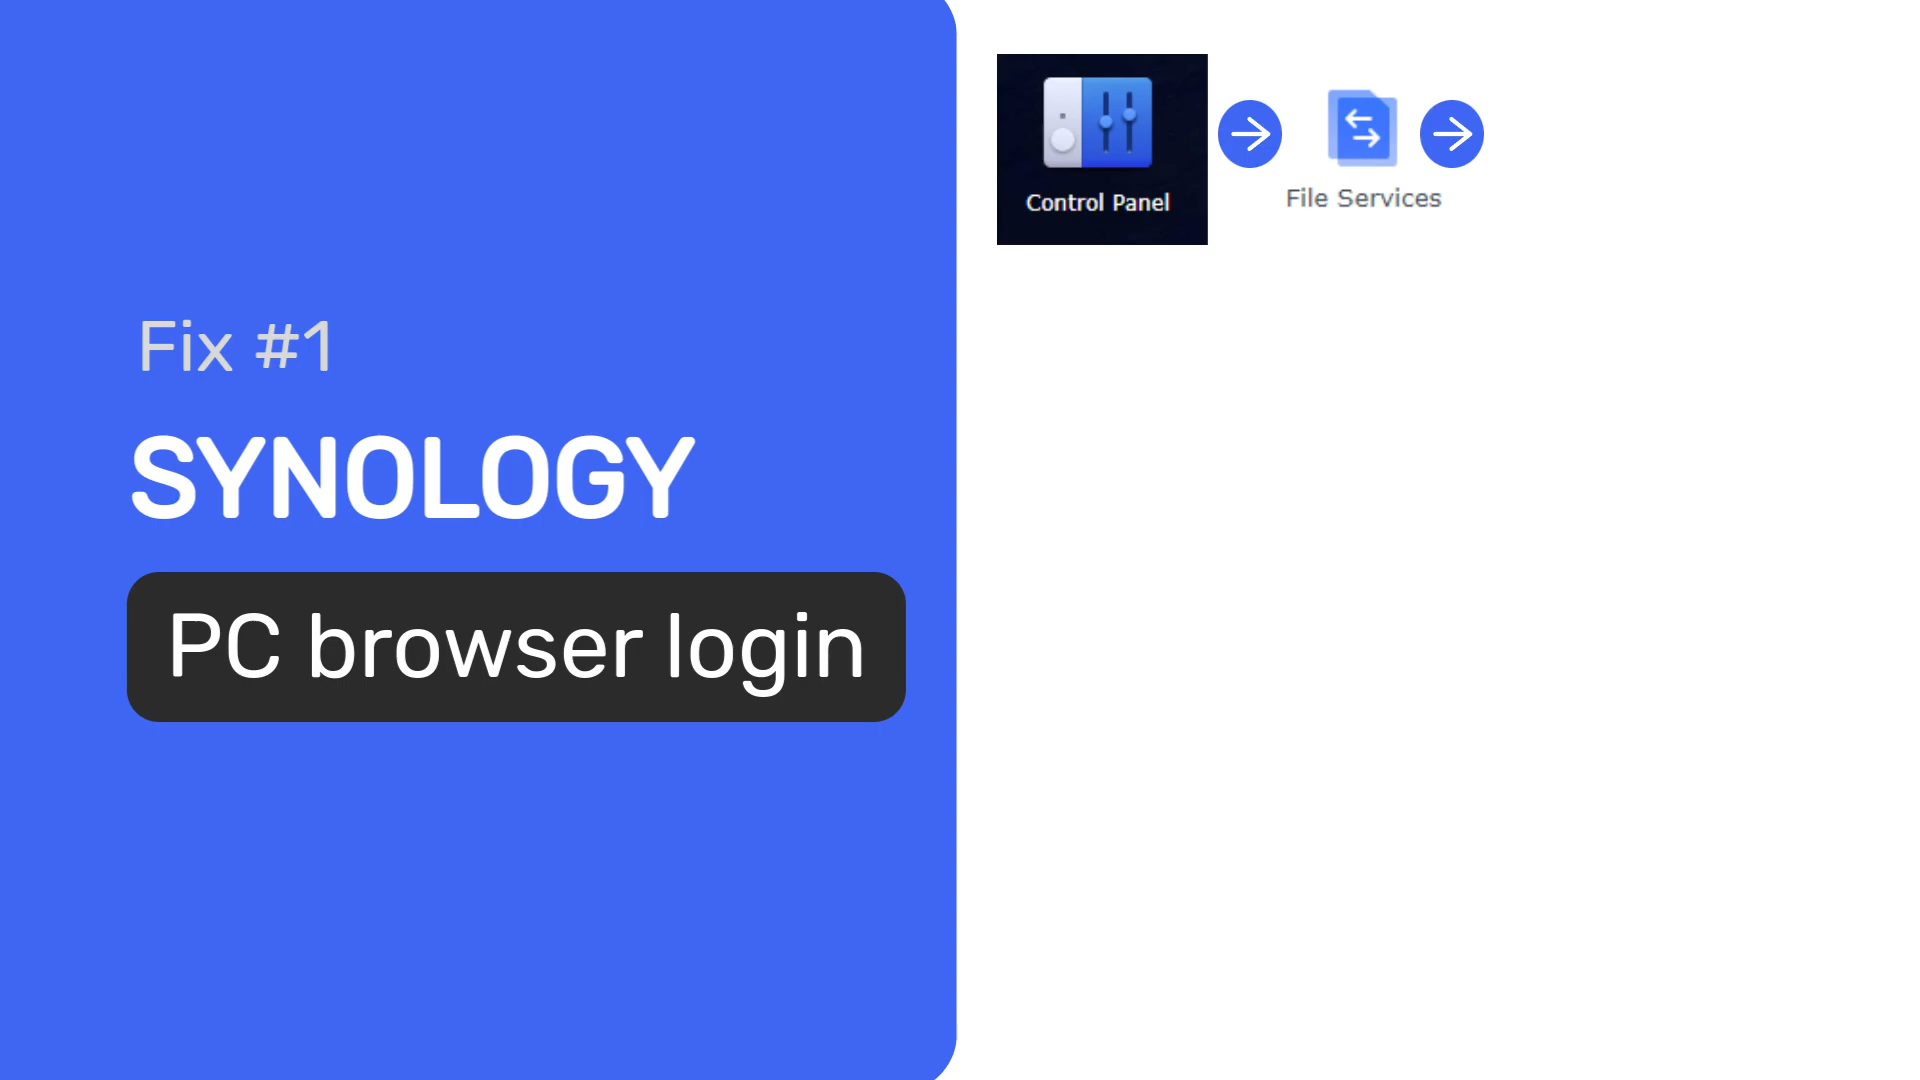 Fix #1
SYNOLOGY
PC browser login
Control Panel
File Services